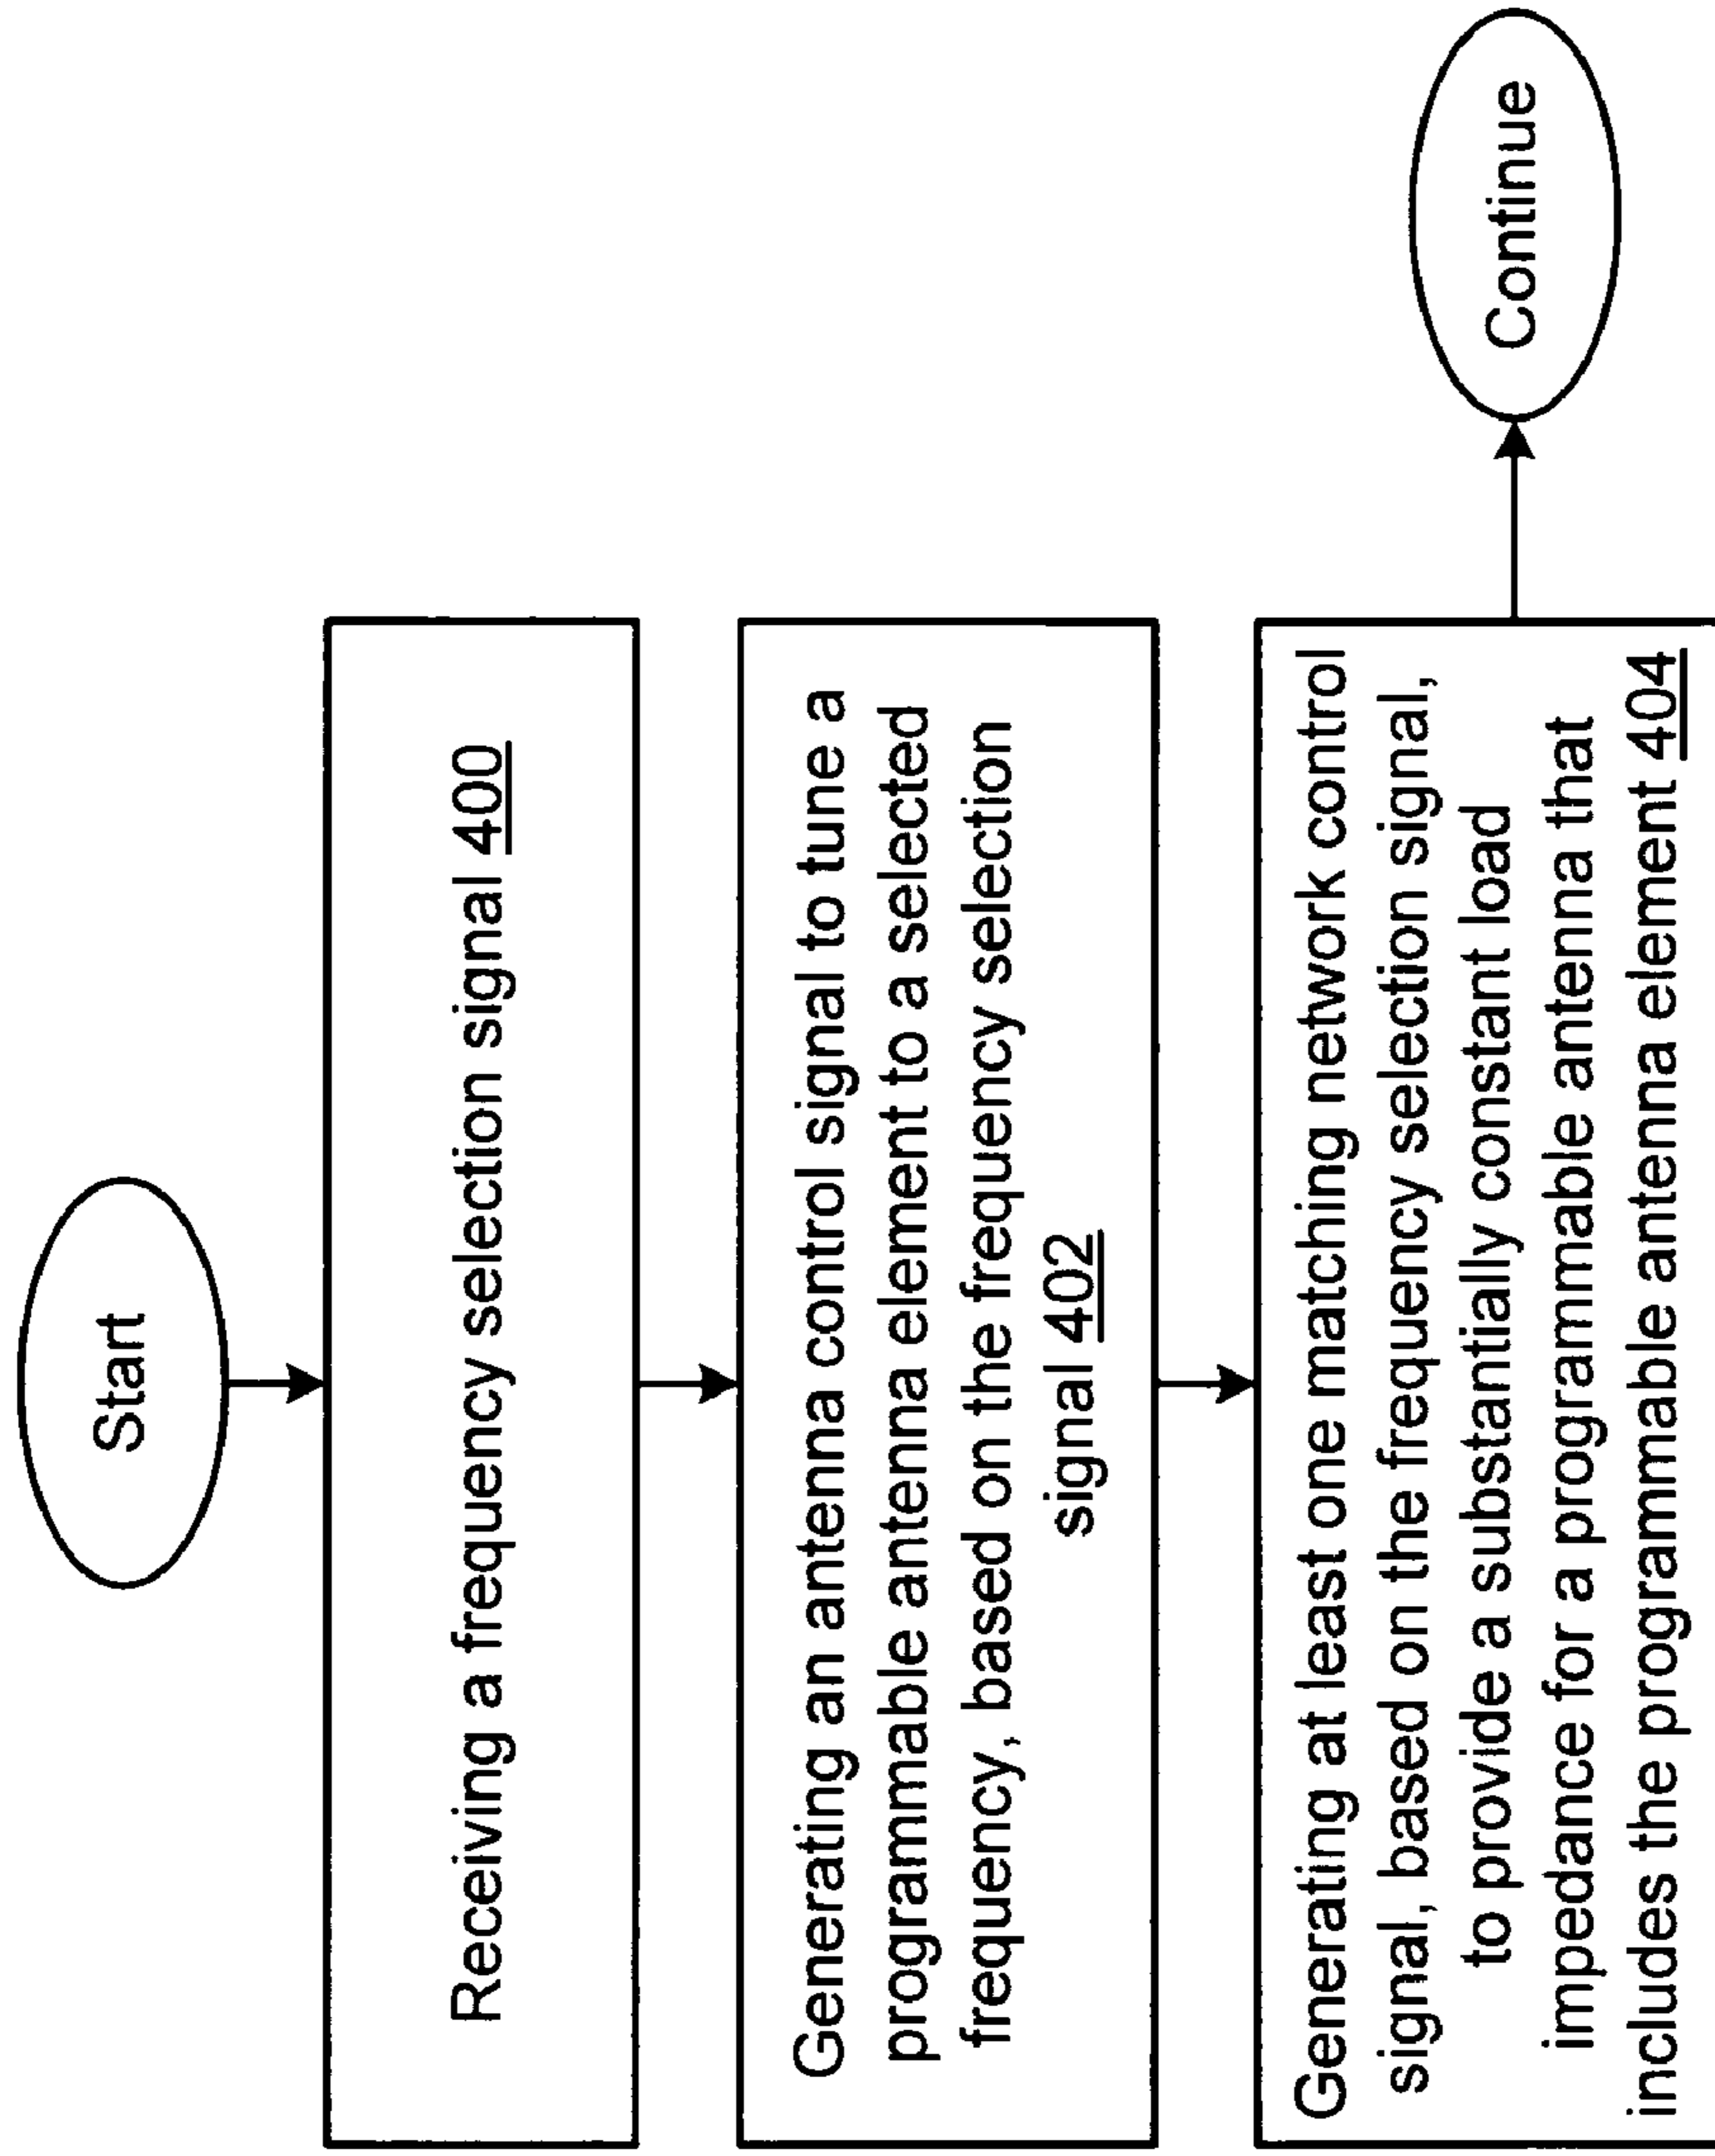 Start
Receiving a frequency selection signal 400
Generating an antenna control signal to tune a
programmable antenna element to a selected
frequency, based on the frequency selection
signal 402
Generating at least one matching network control
signal, based on the frequency selection signal,
to provide a substantially constant load
impedance for a programmable antenna that
includes the programmable antenna element 404
Continue